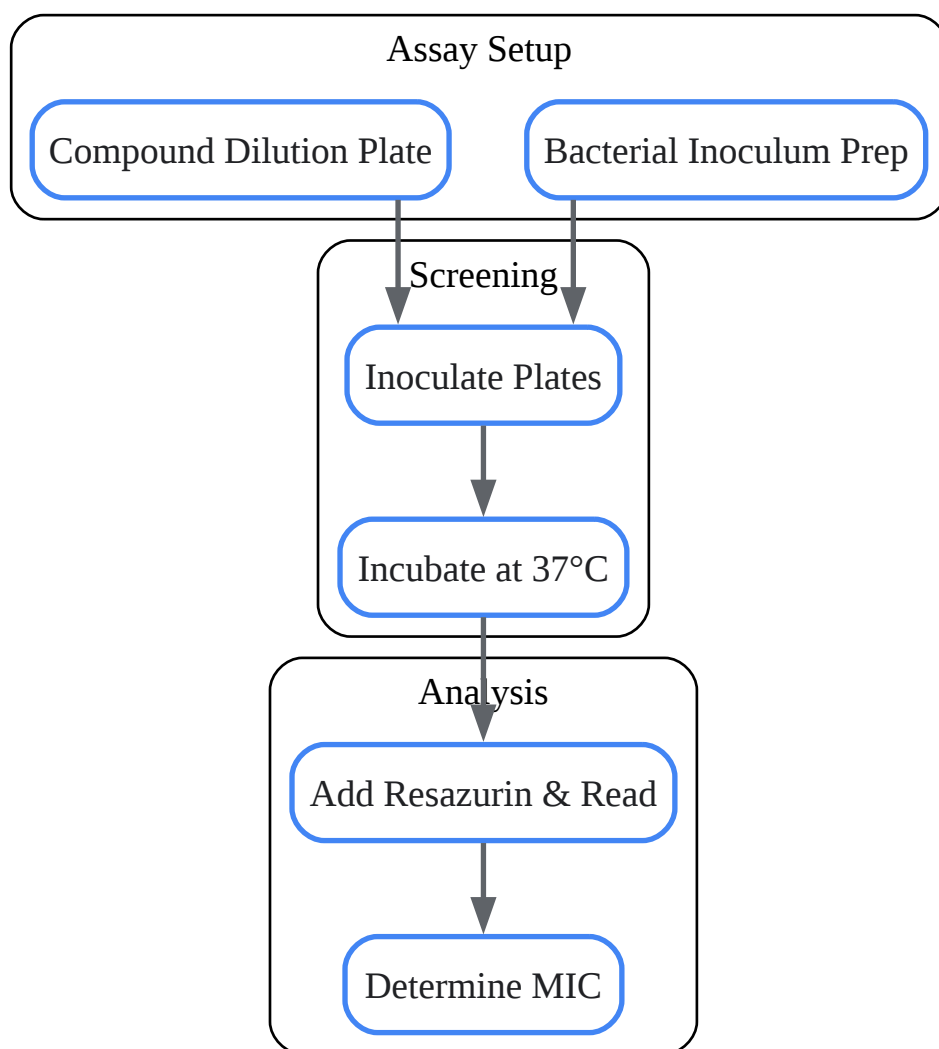 Assay Setup
Compound Dilution Plate
Bacterial Inoculum Prep
Screening
Inoculate Plates
Incubate at 37°C
Analysis
Add Resazurin & Read
Determine MIC